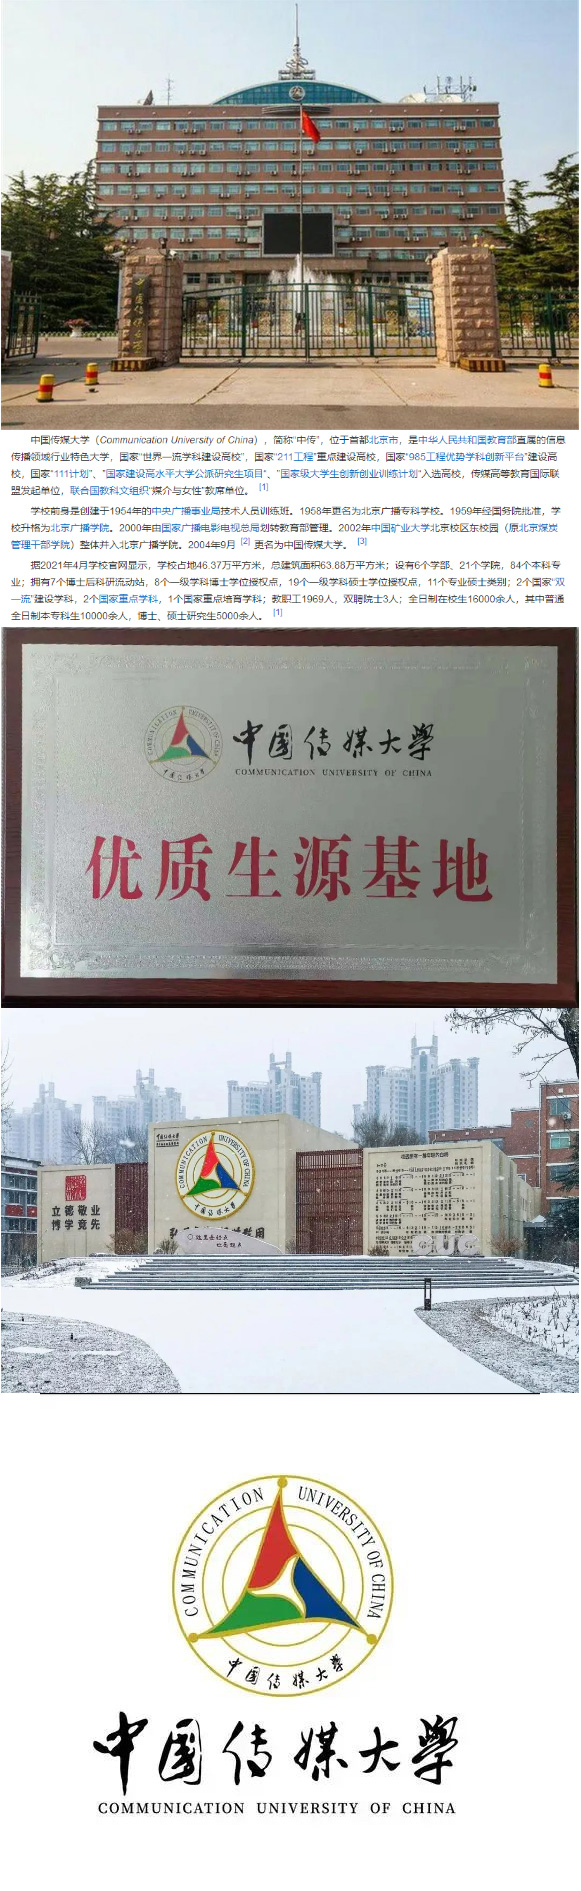 中国传媒大学
中国传媒大学（Communication University of China），简称“中传”，位于首都北京市，是中华人民共和国教育部直属的信息
传播领域行业特色大学，国家“世界一流学科建设高校”，国家“211工程”重点建设高校，国家“985工程优势学科创新平台”建设高
校，国家“111计划”、“国家建设高水平大学公派研究生项目”、“国家级大学生创新创业训练计划”入选高校，传媒高等教育国际联
盟发起单位，联合国教科文组织“媒介与女性”教席单位。 [1]
学校前身是创建于1954年的中央广播事业局技术人员训练班。1958年更名为北京广播专科学校。1959年经国务院批准，学
校升格为北京广播学院。2000年由国家广播电影电视总局划转教育部管理。2002年中国矿业大学北京校区东校园（原北京煤炭
管理干部学院）整体并入北京广播学院。2004年9月 [2] 更名为中国传媒大学。 [3]
据2021年4月学校官网显示，学校占地46.37万平方米，总建筑面积63.88万平方米；设有6个学部、21个学院，84个本科专
业；拥有7个博士后科研流动站，8个一级学科博士学位授权点，19个一级学科硕士学位授权点，11个专业硕士类别；2个国家“双
一流”建设学科，2个国家重点学科，1个国家重点培育学科；教职工1969人，双聘院士3人；全日制在校生16000余人，其中普通
全日制本专科生10000余人，博士、硕士研究生5000余人。 [1]
COMMUNICATION UNIVERSITY OF CHINA
中国传媒大学
中国传媒大学
COMMUNICATION UNIVERSITY OF CHINA
优质生源基地
中国传媒大学
COMMUNICATION UNIVERSITY OF CHINA
中国传媒大学
立德 敬业
博学 竞先
CUC
COMMUNICATION UNIVERSITY OF CHINA
中国传媒大学
中国传媒大学
COMMUNICATION UNIVERSITY OF CHINA